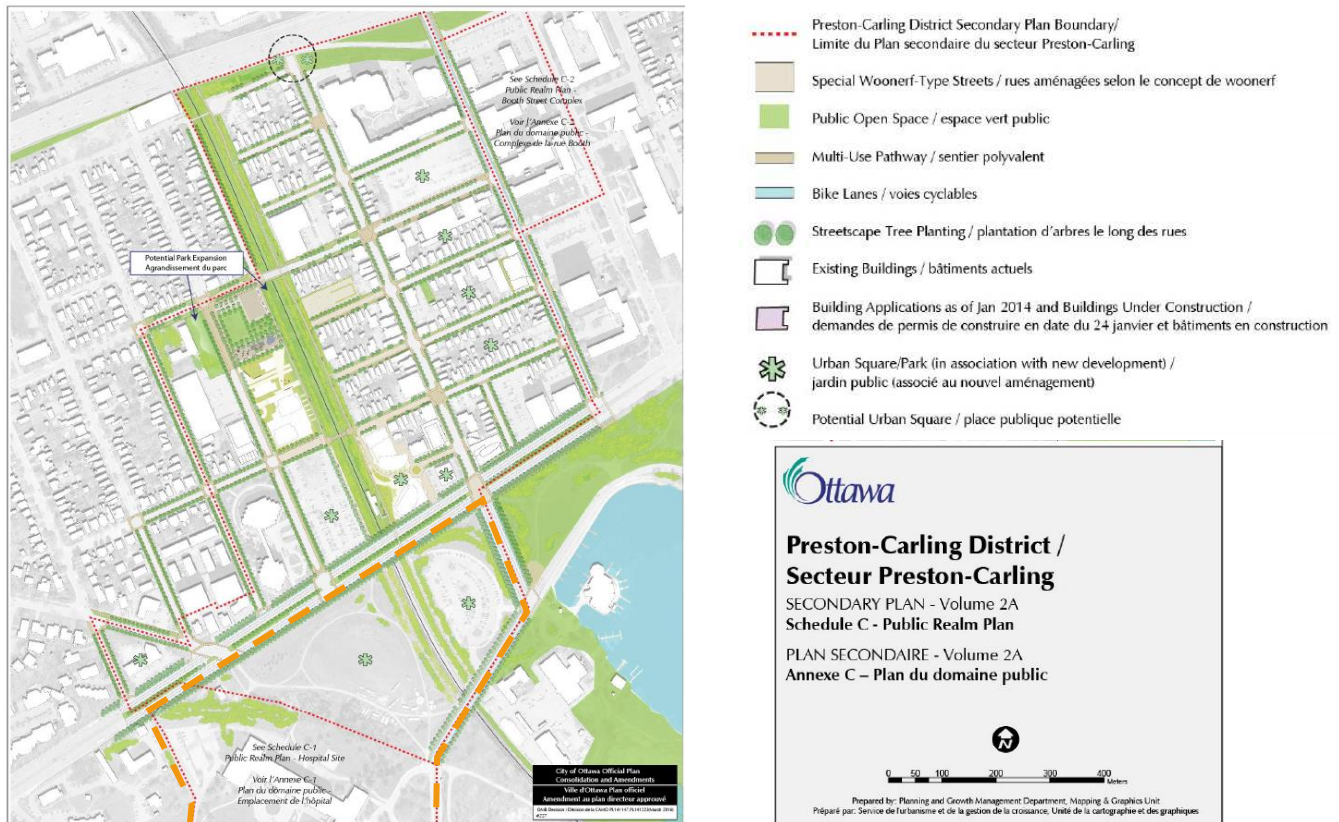 See Schedule C-2
Public Realm Plan -
Booth Street Complex
Voir l'Annexe C-2
Plan du domaine public -
Complexe de la rue Booth
Potential Park Expansion
Agrandissement du parc
See Schedule C-1
Public Realm Plan - Hospital Site
Voir l'Annexe C-1
Plan du domaine public -
Emplacement de l'hôpital
City of Ottawa Official Plan
Consolidation and Amendments
Ville d'Ottawa Plan officiel
Amendment au plan directeur approuvé
#227
Preston-Carling District Secondary Plan Boundary/
Limite du Plan secondaire du secteur Preston-Carling
Special Woonerf-Type Streets / rues aménagées selon le concept de woonerf
Public Open Space / espace vert public
Multi-Use Pathway / sentier polyvalent
Bike Lanes / voies cyclables
Streetscape Tree Planting / plantation d'arbres le long des rues
Existing Buildings / bâtiments actuels
Building Applications as of Jan 2014 and Buildings Under Construction /
demandes de permis de construire en date du 24 janvier et bâtiments en construction
Urban Square/Park (in association with new development) /
jardin public (associé au nouvel aménagement)
Potential Urban Square / place publique potentielle
Ottawa
Preston-Carling District /
Secteur Preston-Carling
SECONDARY PLAN - Volume 2A
Schedule C - Public Realm Plan
PLAN SECONDAIRE - Volume 2A
Annexe C – Plan du domaine public
N
0 50 100 200 300 400
Meters
Prepared by: Planning and Growth Management Department, Mapping & Graphics Unit
Préparé par: Service de l'urbanisme et de la gestion de la croissance, Unité de la cartographie et des graphiques